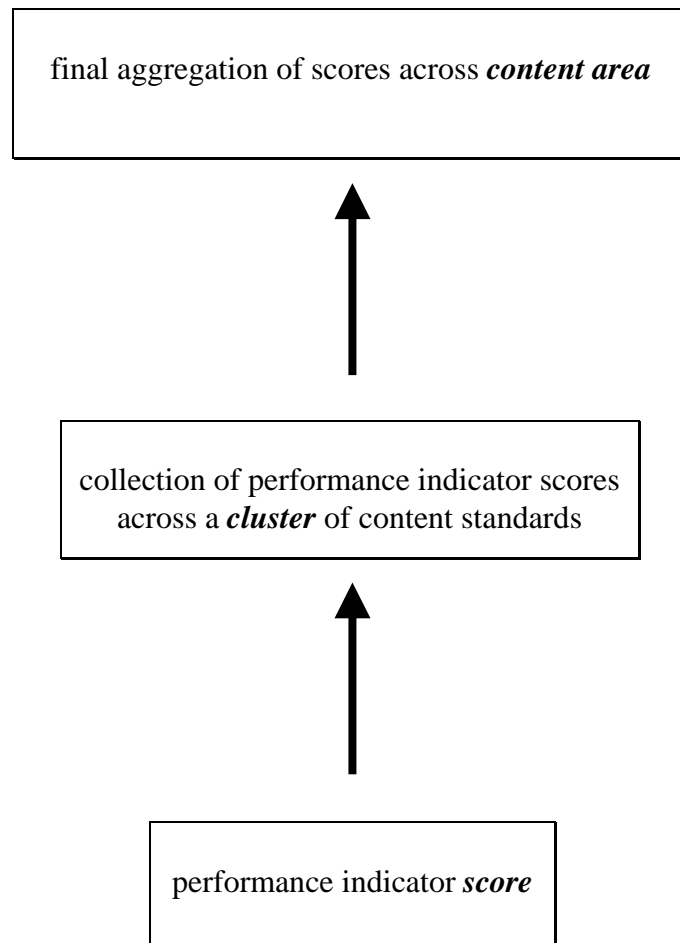 final aggregation of scores across content area
collection of performance indicator scores
across a cluster of content standards
performance indicator score